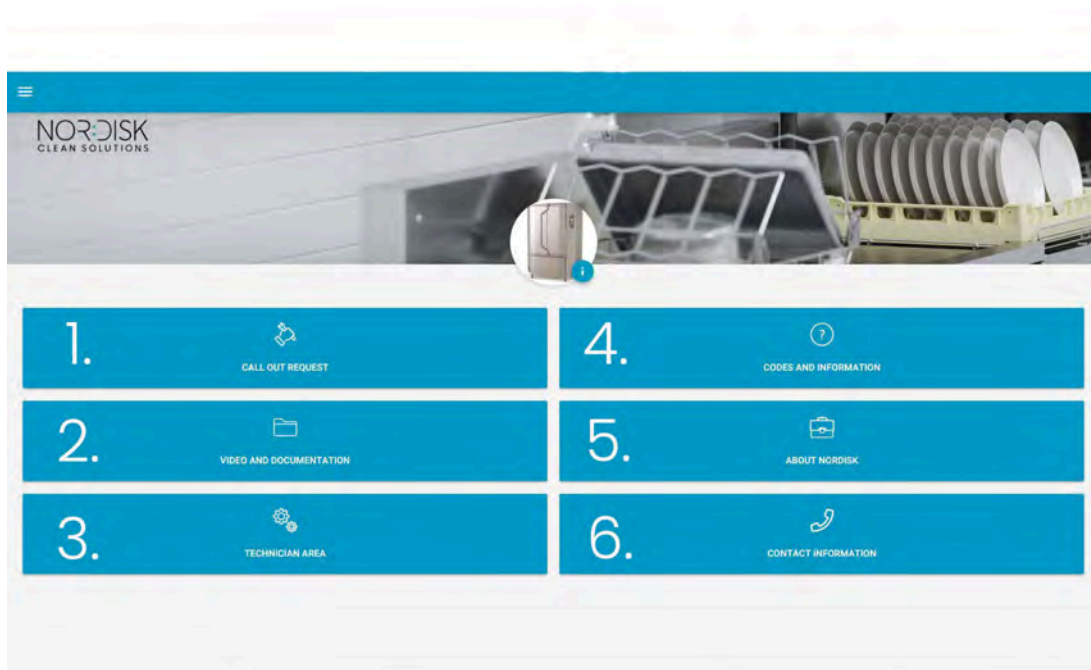 NORDISK
CLEAN SOLUTIONS
1.
CALL OUT REQUEST
2.
VIDEO AND DOCUMENTATION
3.
TECHNICIAN AREA
4.
CODES AND INFORMATION
5.
ABOUT NORDISK
6.
CONTACT INFORMATION